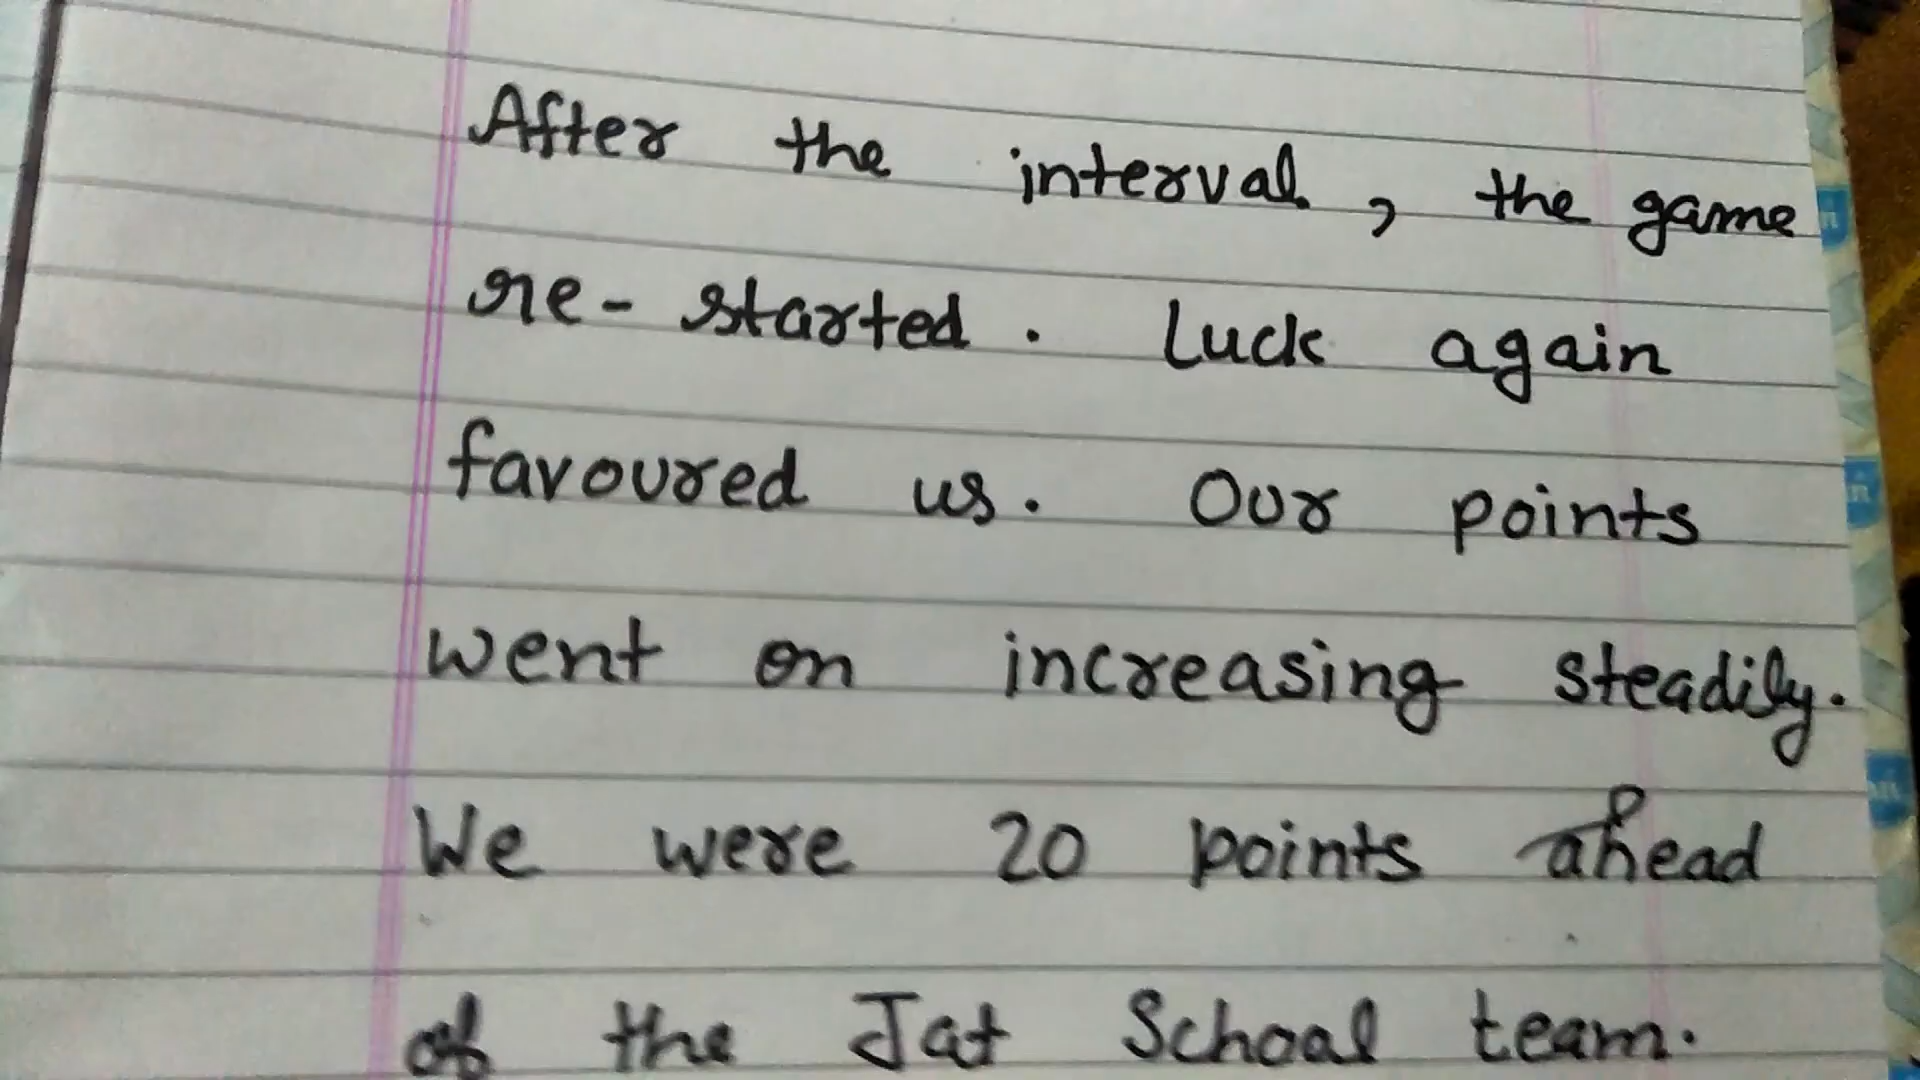 After the interval, the game
re-started. Luck again
favoured us. Our points
went on increasing steadily.
We were 20 points ahead
of the Jat School team.